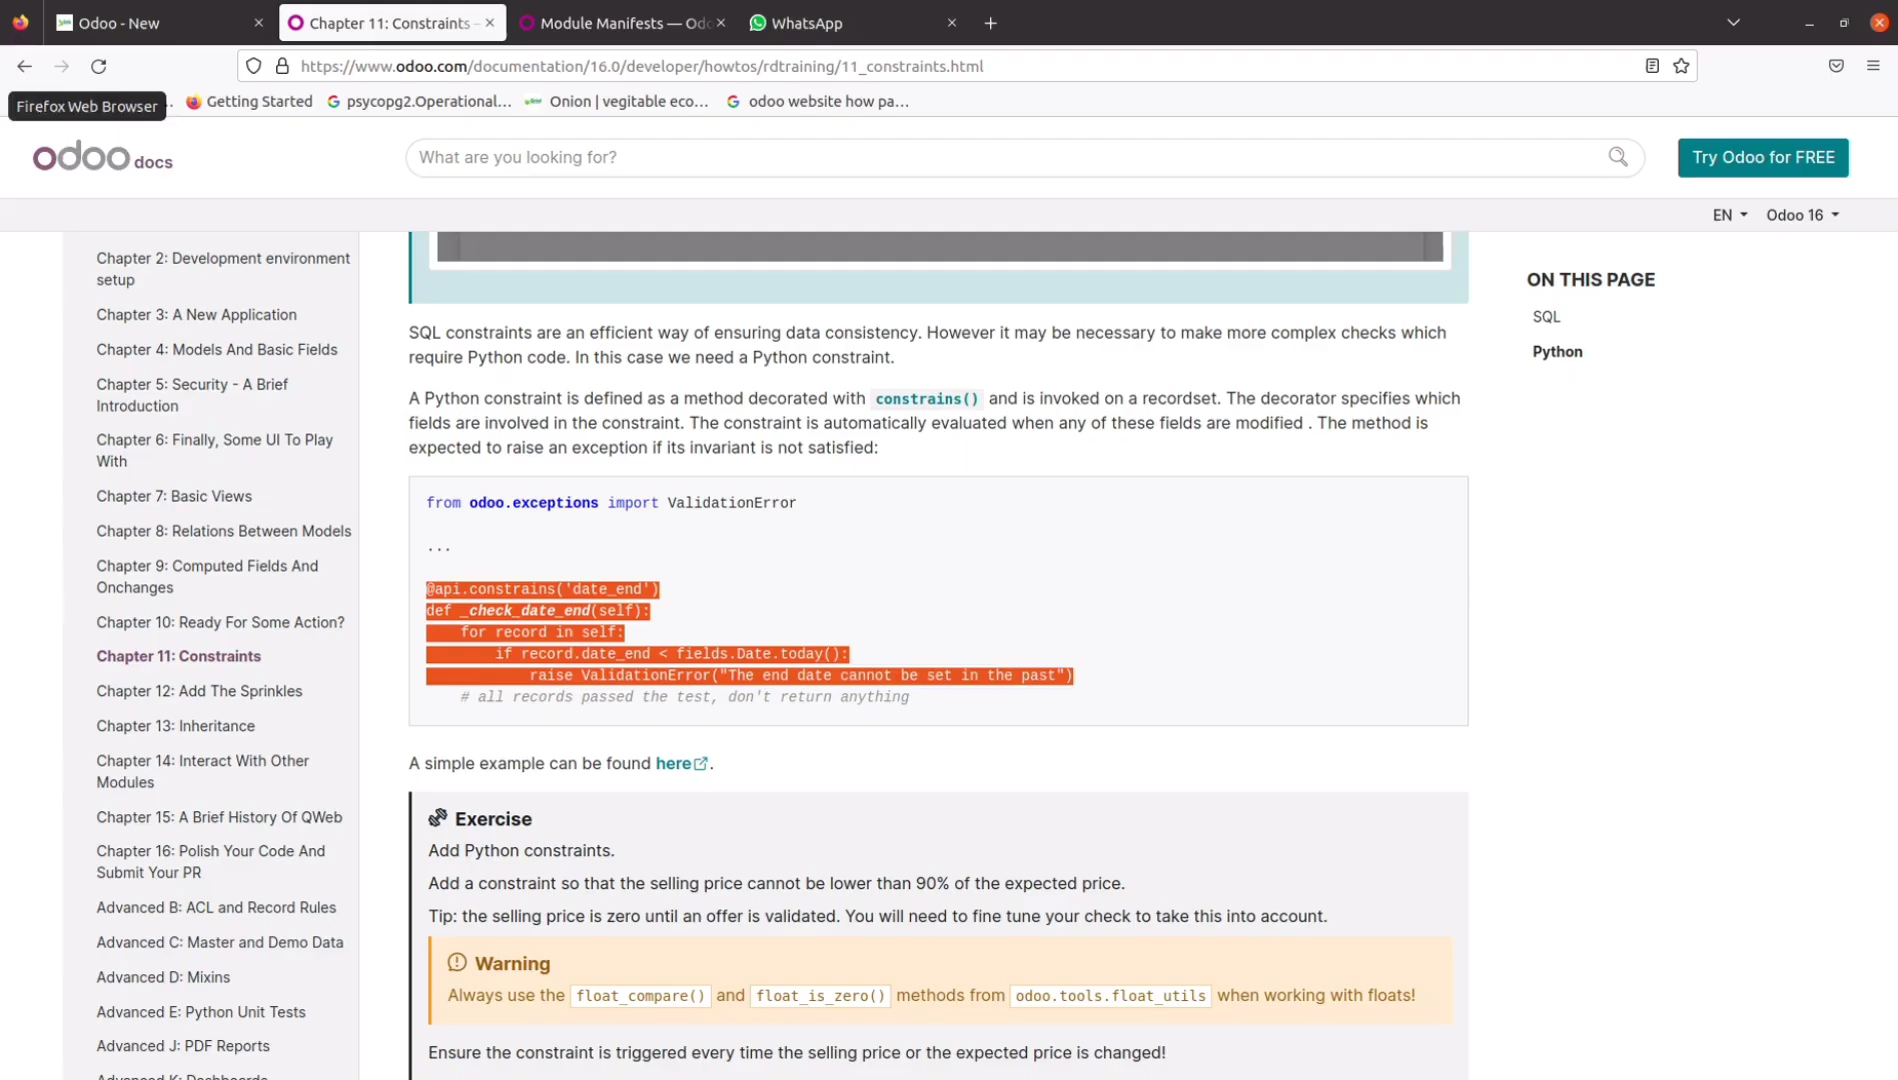 Odoo - New
Chapter 11: Constraints -
Module Manifests — Odo
WhatsApp
https://www.odoo.com/documentation/16.0/developer/howtos/rdtraining/11_constraints.html
Firefox Web Browser
Getting Started
psycopg2.Operational...
Onion | vegitable eco...
odoo website how pa...
odoo docs
What are you looking for?
Try Odoo for FREE
EN
Odoo 16
Chapter 2: Development environment
setup
Chapter 3: A New Application
Chapter 4: Models And Basic Fields
Chapter 5: Security - A Brief
Introduction
Chapter 6: Finally, Some UI To Play
With
Chapter 7: Basic Views
Chapter 8: Relations Between Models
Chapter 9: Computed Fields And
Onchanges
Chapter 10: Ready For Some Action?
Chapter 11: Constraints
Chapter 12: Add The Sprinkles
Chapter 13: Inheritance
Chapter 14: Interact With Other
Modules
Chapter 15: A Brief History Of QWeb
Chapter 16: Polish Your Code And
Submit Your PR
Advanced B: ACL and Record Rules
Advanced C: Master and Demo Data
Advanced D: Mixins
Advanced E: Python Unit Tests
Advanced J: PDF Reports
Advanced K: Dashboards
SQL constraints are an efficient way of ensuring data consistency. However it may be necessary to make more complex checks which
require Python code. In this case we need a Python constraint.
A Python constraint is defined as a method decorated with constrains() and is invoked on a recordset. The decorator specifies which
fields are involved in the constraint. The constraint is automatically evaluated when any of these fields are modified . The method is
expected to raise an exception if its invariant is not satisfied:
from odoo.exceptions import ValidationError
...
@api.constrains('date_end')
def _check_date_end(self):
    for record in self:
        if record.date_end < fields.Date.today():
            raise ValidationError("The end date cannot be set in the past")
    # all records passed the test, don't return anything
A simple example can be found here.
Exercise
Add Python constraints.
Add a constraint so that the selling price cannot be lower than 90% of the expected price.
Tip: the selling price is zero until an offer is validated. You will need to fine tune your check to take this into account.
Warning
Always use the float_compare() and float_is_zero() methods from odoo.tools.float_utils when working with floats!
Ensure the constraint is triggered every time the selling price or the expected price is changed!
ON THIS PAGE
SQL
Python